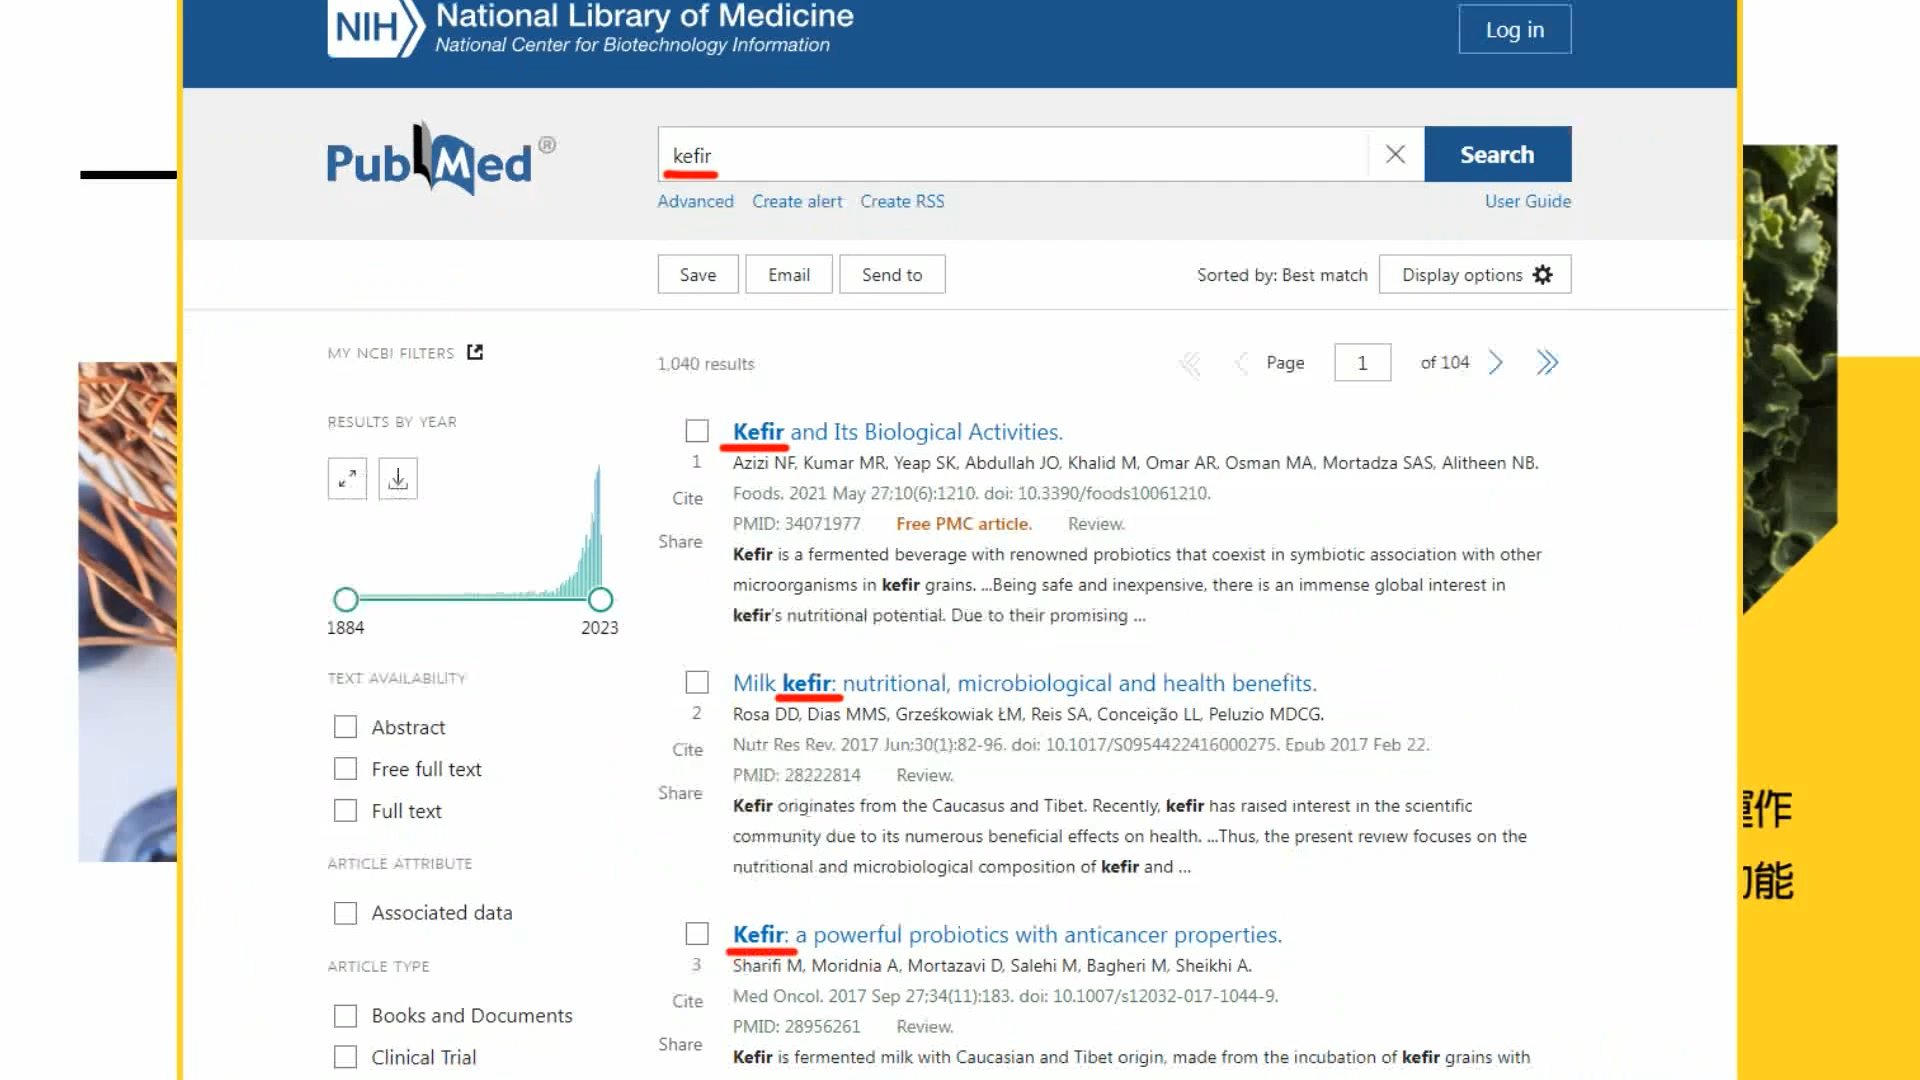 NIH National Library of Medicine
National Center for Biotechnology Information
Log in
PubMed®
kefir
Search
Advanced Create alert Create RSS
User Guide
Save Email Send to
Sorted by: Best match Display options
MY NCBI FILTERS
1,040 results
Page 1 of 104
RESULTS BY YEAR
1884 2023
TEXT AVAILABILITY
Abstract
Free full text
Full text
ARTICLE ATTRIBUTE
Associated data
ARTICLE TYPE
Books and Documents
Clinical Trial
Kefir and Its Biological Activities.
1
Azizi NF, Kumar MR, Yeap SK, Abdullah JO, Khalid M, Omar AR, Osman MA, Mortadza SAS, Alitheen NB.
Cite
Foods. 2021 May 27;10(6):1210. doi: 10.3390/foods10061210.
PMID: 34071977 Free PMC article. Review.
Share
Kefir is a fermented beverage with renowned probiotics that coexist in symbiotic association with other
microorganisms in kefir grains. ...Being safe and inexpensive, there is an immense global interest in
kefir's nutritional potential. Due to their promising ...
Milk kefir: nutritional, microbiological and health benefits.
2
Rosa DD, Dias MMS, Grześkowiak ŁM, Reis SA, Conceição LL, Peluzio MDCG.
Cite
Nutr Res Rev. 2017 Jun;30(1):82-96. doi: 10.1017/S0954422416000275. Epub 2017 Feb 22.
PMID: 28222814 Review.
Share
Kefir originates from the Caucasus and Tibet. Recently, kefir has raised interest in the scientific
community due to its numerous beneficial effects on health. ...Thus, the present review focuses on the
nutritional and microbiological composition of kefir and ...
Kefir: a powerful probiotics with anticancer properties.
3
Sharifi M, Moridnia A, Mortazavi D, Salehi M, Bagheri M, Sheikhi A.
Cite
Med Oncol. 2017 Sep 27;34(11):183. doi: 10.1007/s12032-017-1044-9.
PMID: 28956261 Review.
Share
Kefir is fermented milk with Caucasian and Tibet origin, made from the incubation of kefir grains with
作
能